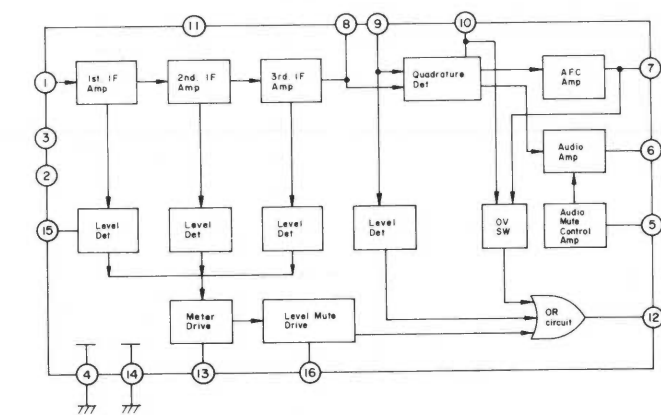 11
8
9
10
1
1st. IF
Amp
2nd. IF
Amp
3rd. IF
Amp
Quadrature
Det
AFC
Amp
7
3
Audio
Amp
6
2
15
Level
Det
Level
Det
Level
Det
Level
Det
OV
SW
Audio
Mute
Control
Amp
5
Meter
Drive
Level Mute
Drive
OR
circuit
12
4
14
13
16